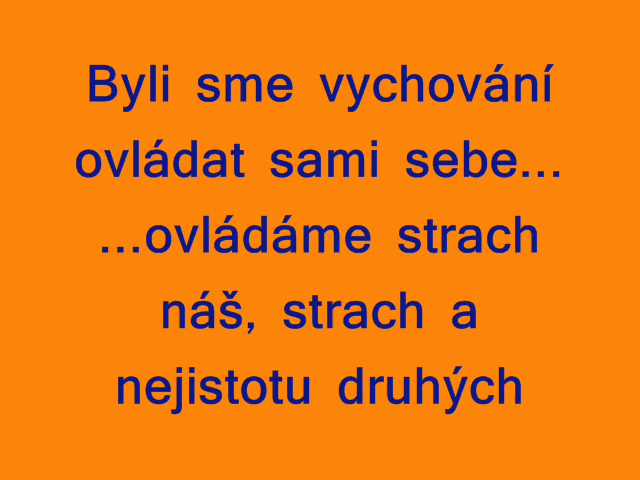 Byli sme vychování
ovládat sami sebe...
...ovládáme strach
náš, strach a
nejistotu druhých